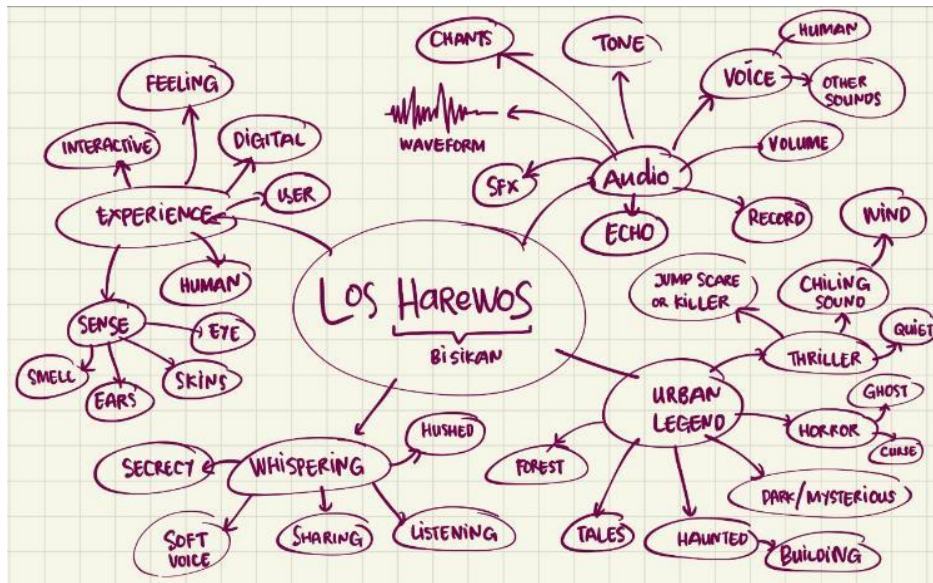 CHANTS
TONE
HUMAN
VOICE
OTHER
SOUNDS
WAVEFORM
VOLUME
SFX
AUDIO
ECHO
RECORD
FEELING
INTERACTIVE
DIGITAL
USER
EXPERIENCE
HUMAN
SENSE
EYE
SMELL
EARS
SKINS
LOS HAREWOS
BISIKAN
WIND
JUMP SCARE
OR KILLER
CHILING
SOUND
QUIET
THRILLER
URBAN
LEGEND
GHOST
HORROR
CURSE
FOREST
DARK/MYSTERIOUS
TALES
HAUNTED
BUILDING
HUSHED
SECRECY
WHISPERING
SOFT
VOICE
SHARING
LISTENING